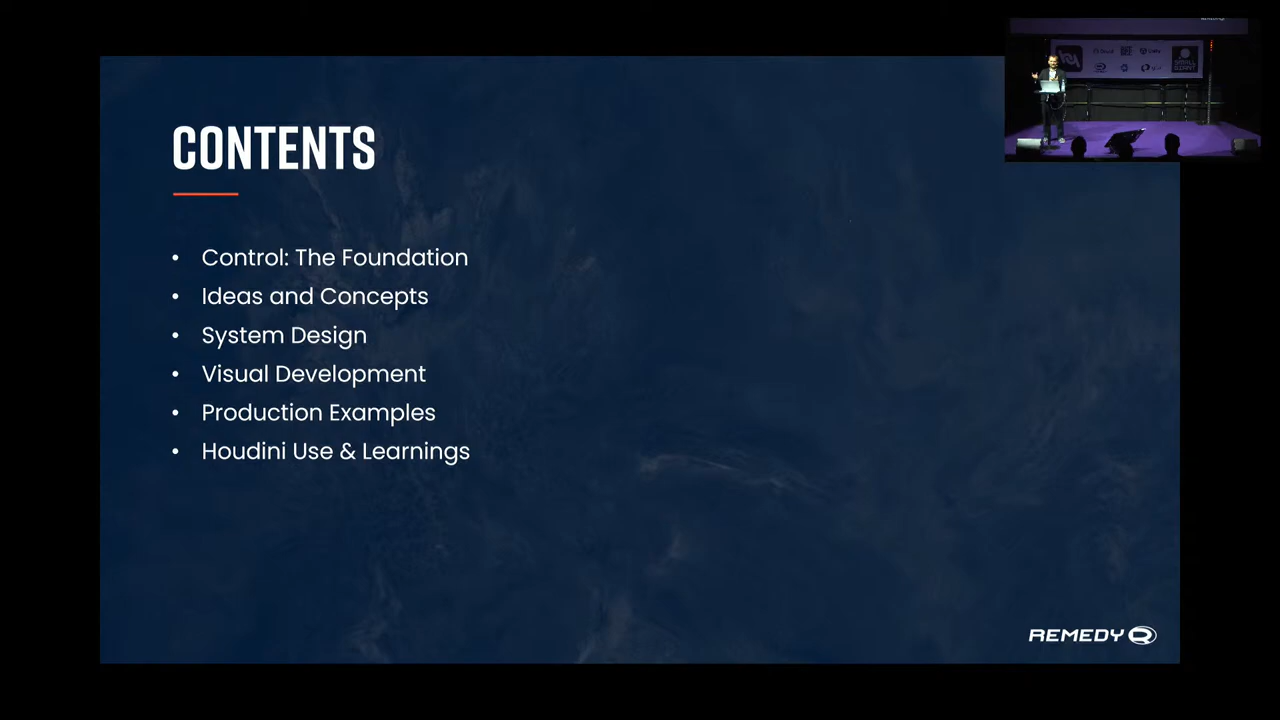 CONTENTS
• Control: The Foundation
• Ideas and Concepts
• System Design
• Visual Development
• Production Examples
• Houdini Use & Learnings
REMEDY